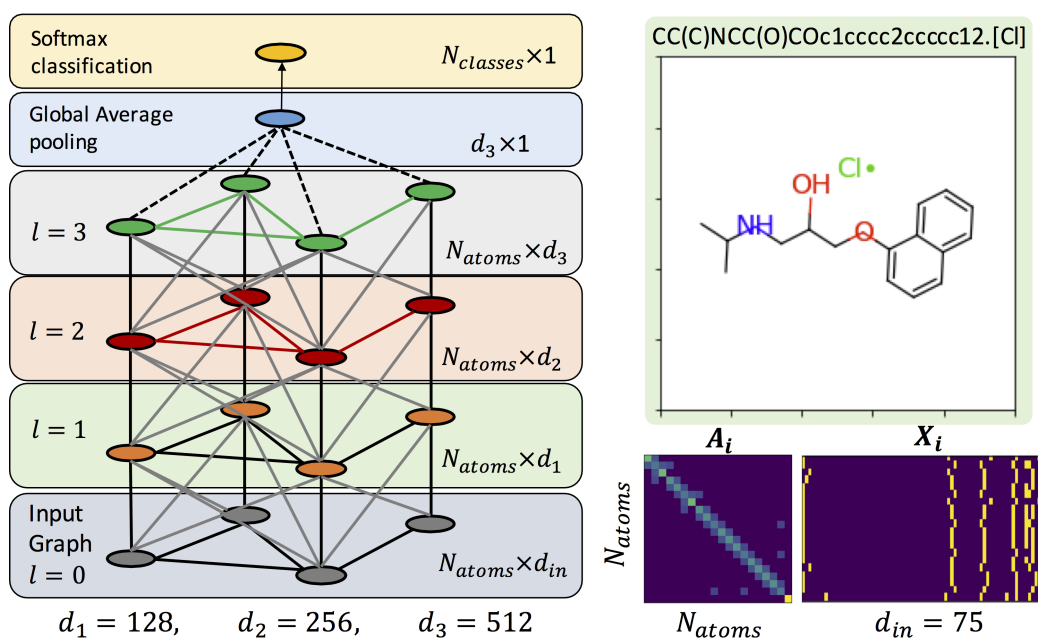 Softmax
classification
N_classes×1
Global Average
pooling
d_3×1
l = 3
N_atoms×d_3
l = 2
N_atoms×d_2
l = 1
N_atoms×d_1
Input
Graph
l = 0
N_atoms×d_in
d_1 = 128, d_2 = 256, d_3 = 512
CC(C)NCC(O)COc1cccc2ccccc12.[Cl]
Cl•
OH
NH
O
A_i
X_i
N_atoms
N_atoms
d_in = 75